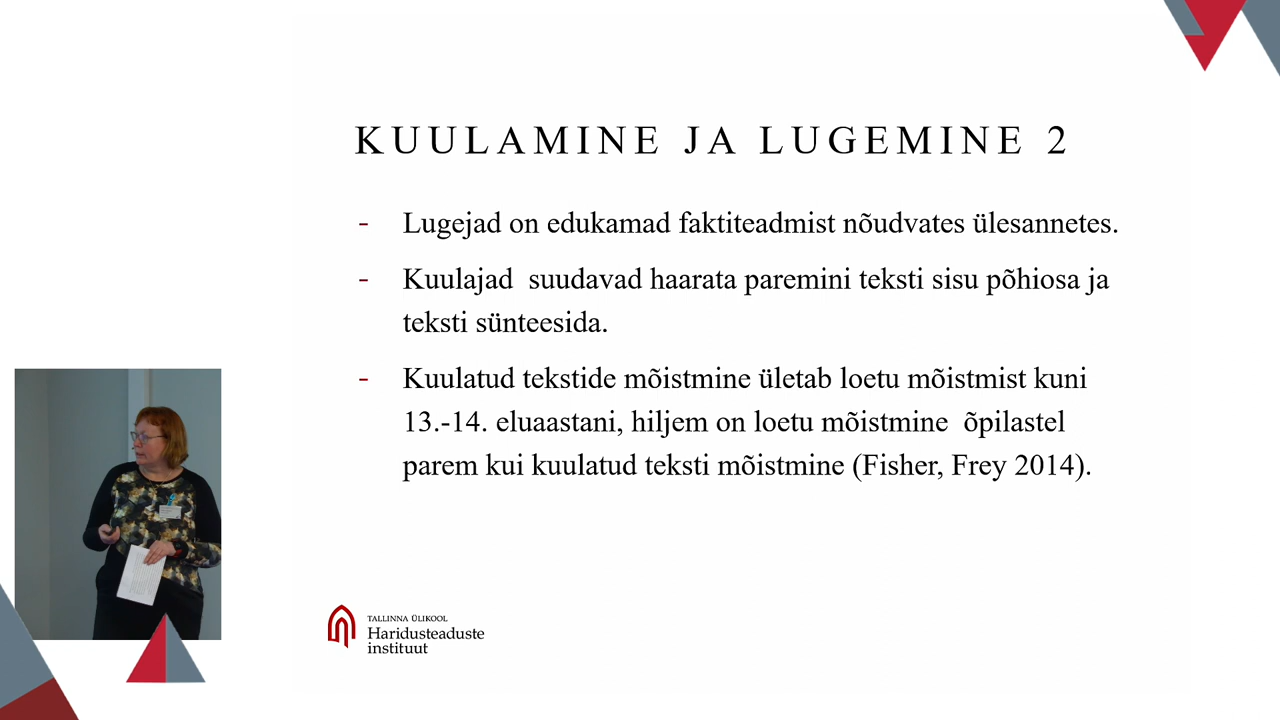 KUULAMINE JA LUGEMINE 2
- Lugejad on edukamad faktiteadmist nõudvates ülesannetes.
- Kuulajad suudavad haarata paremini teksti sisu põhiosa ja
teksti sünteesida.
- Kuulatud tekstide mõistmine ületab loetu mõistmist kuni
13.-14. eluaastani, hiljem on loetu mõistmine õpilastel
parem kui kuulatud teksti mõistmine (Fisher, Frey 2014).
TALLINNA ÜLIKOOL
Haridusteaduste
instituut